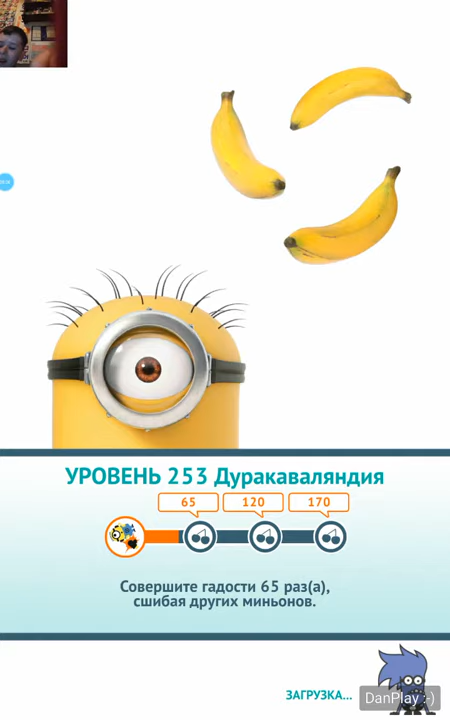 УРОВЕНЬ 253 Дуракаваляндия
65 120 170
Совершите гадости 65 раз(а),
сшибая других миньонов.
ЗАГРУЗКА...
DanPlay :-)